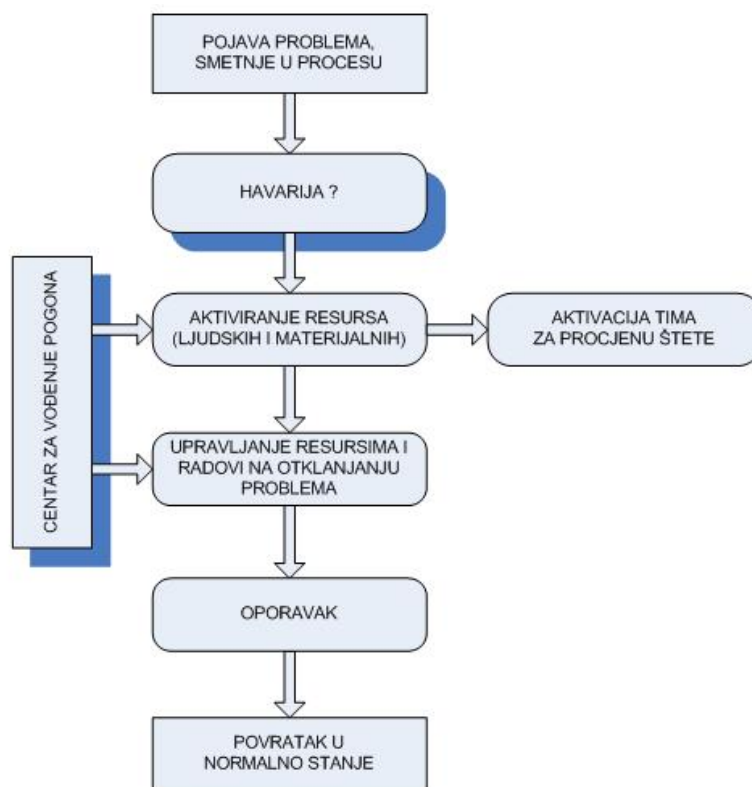 POJAVA PROBLEMA,
SMETNJE U PROCESU
HAVARIJA ?
CENTAR ZA VOĐENJE POGONA
AKTIVIRANJE RESURSA
(LJUDSKIH I MATERIJALNIH)
AKTIVACIJA TIMA
ZA PROCJENU ŠTETE
UPRAVLJANJE RESURSIMA I
RADOVI NA OTKLANJANJU
PROBLEMA
OPORAVAK
POVRATAK U
NORMALNO STANJE